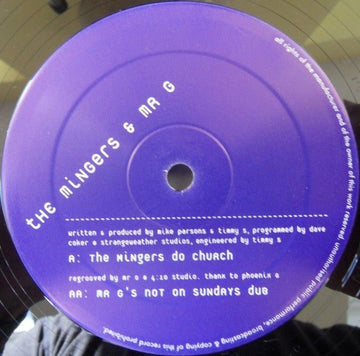 the mingers & mr g
written & produced by mike parsons & timmy s, programmed by dave
coker @ strangeweather studios, engineered by timmy s
a: the mingers do church
regrooved by mr g @ 4:20 studio. thanx to phoenix g
aa: mr g's not on sundays dub
all rights of the manufacturer and of the owner of this work reserved. unauthorised public performance, broadcasting & copying of this record prohibited.